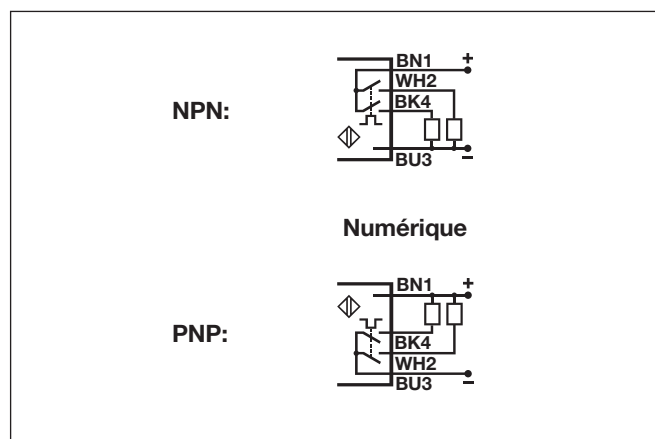 BN1 +
WH2
NPN: BK4
BU3 −
Numérique
BN1 +
PNP: BK4
WH2
BU3 −